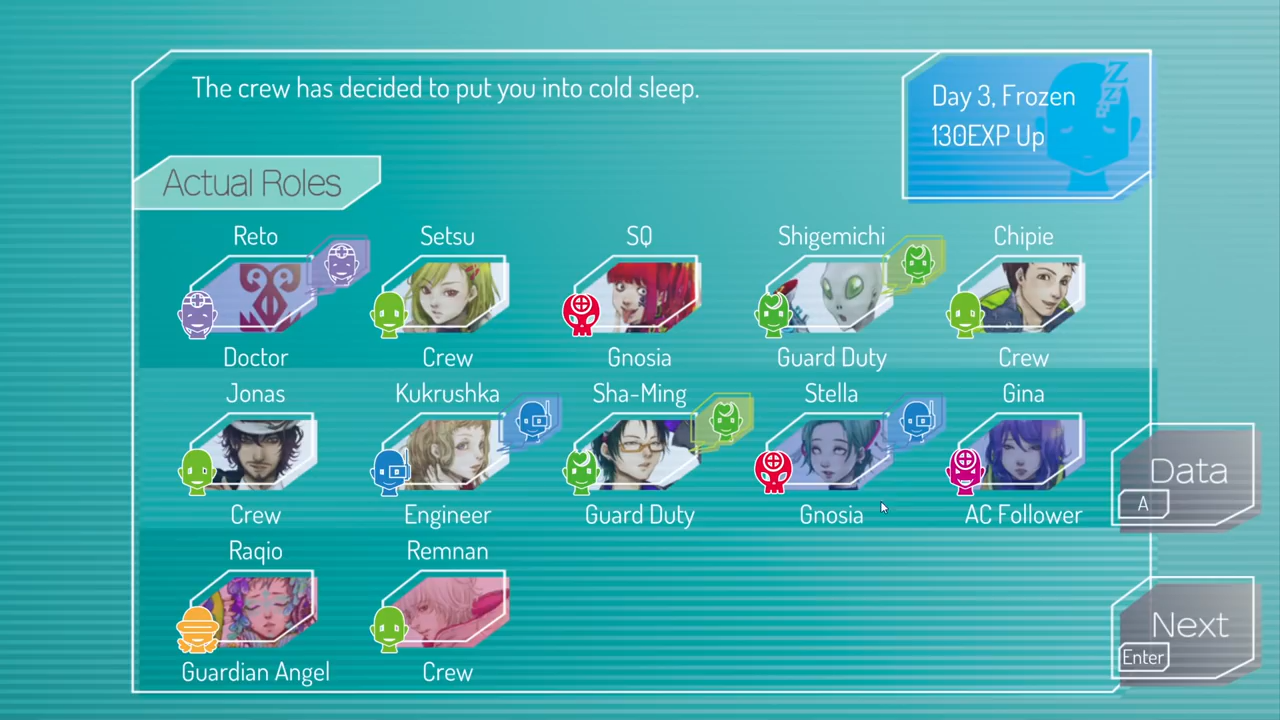 The crew has decided to put you into cold sleep.
Day 3, Frozen
130EXP Up
Actual Roles
Reto
Setsu
SQ
Shigemichi
Chipie
Doctor
Crew
Gnosia
Guard Duty
Crew
Jonas
Kukrushka
Sha-Ming
Stella
Gina
Crew
Engineer
Guard Duty
Gnosia
AC Follower
Data
A
Raqio
Remnan
Guardian Angel
Crew
Next
Enter